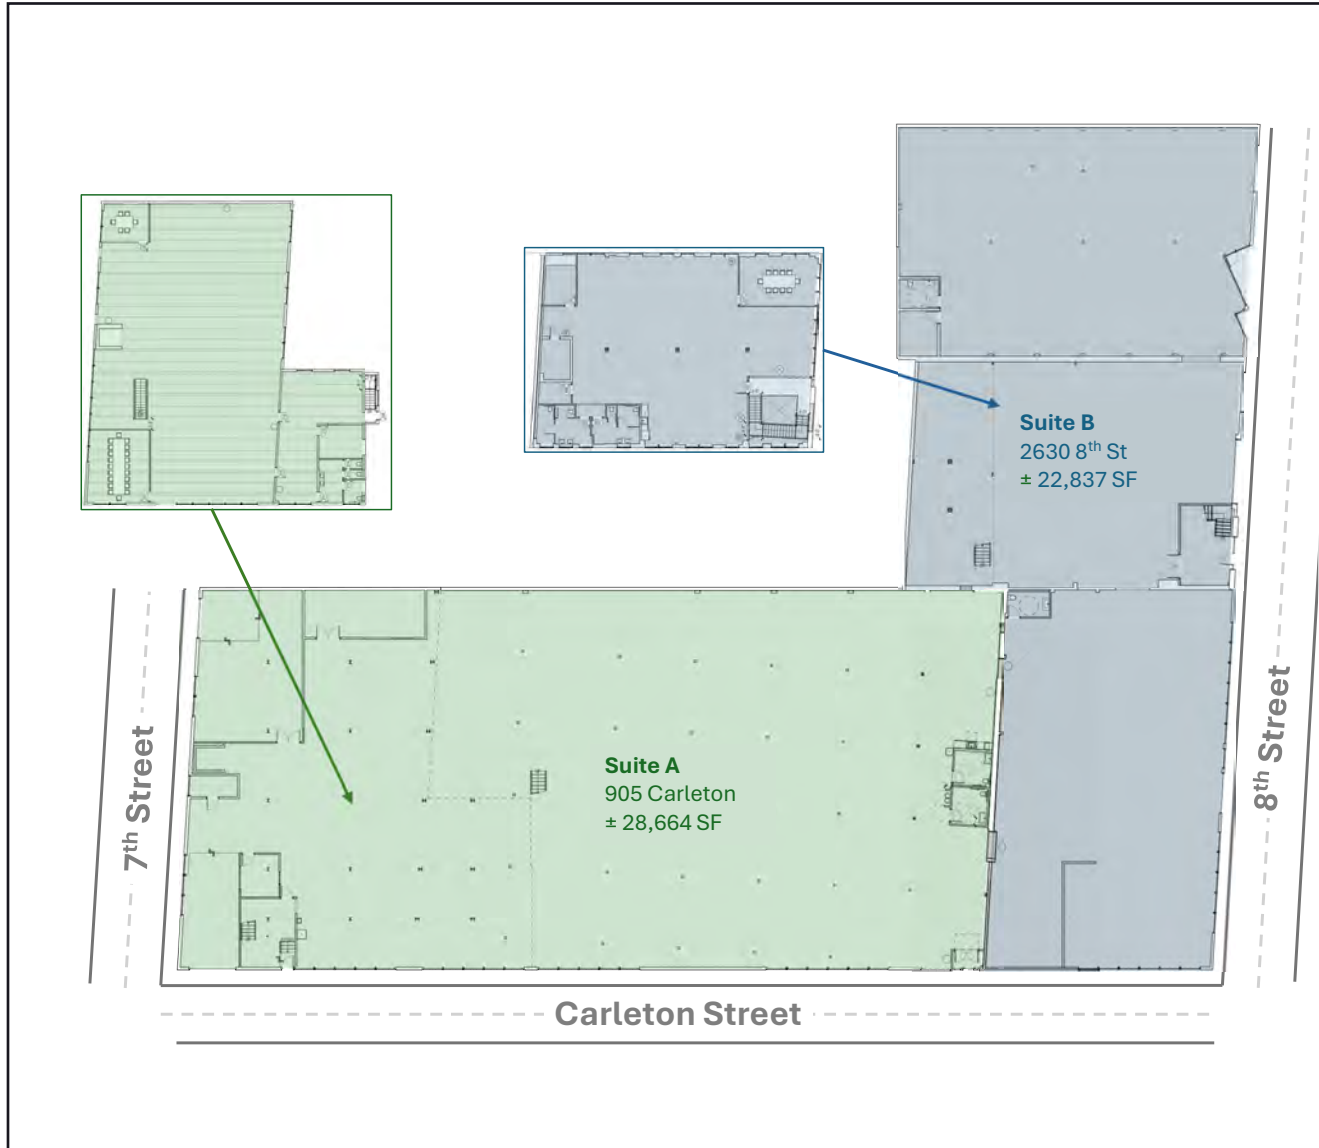 Suite B
2630 8th St
± 22,837 SF
Suite A
905 Carleton
± 28,664 SF
7th Street
8th Street
Carleton Street